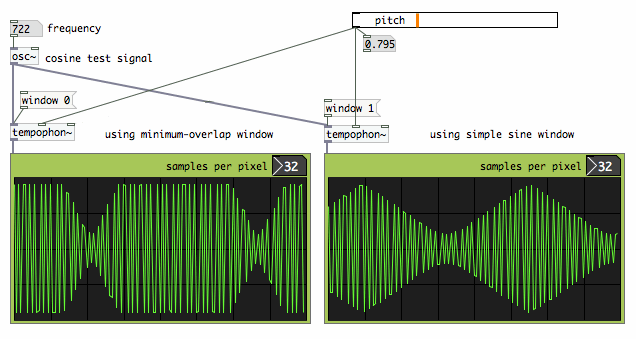 722 frequency
pitch
0.795
osc~ cosine test signal
window 0
window 1
tempophon~ using minimum-overlap window
tempophon~ using simple sine window
samples per pixel >32
samples per pixel >32